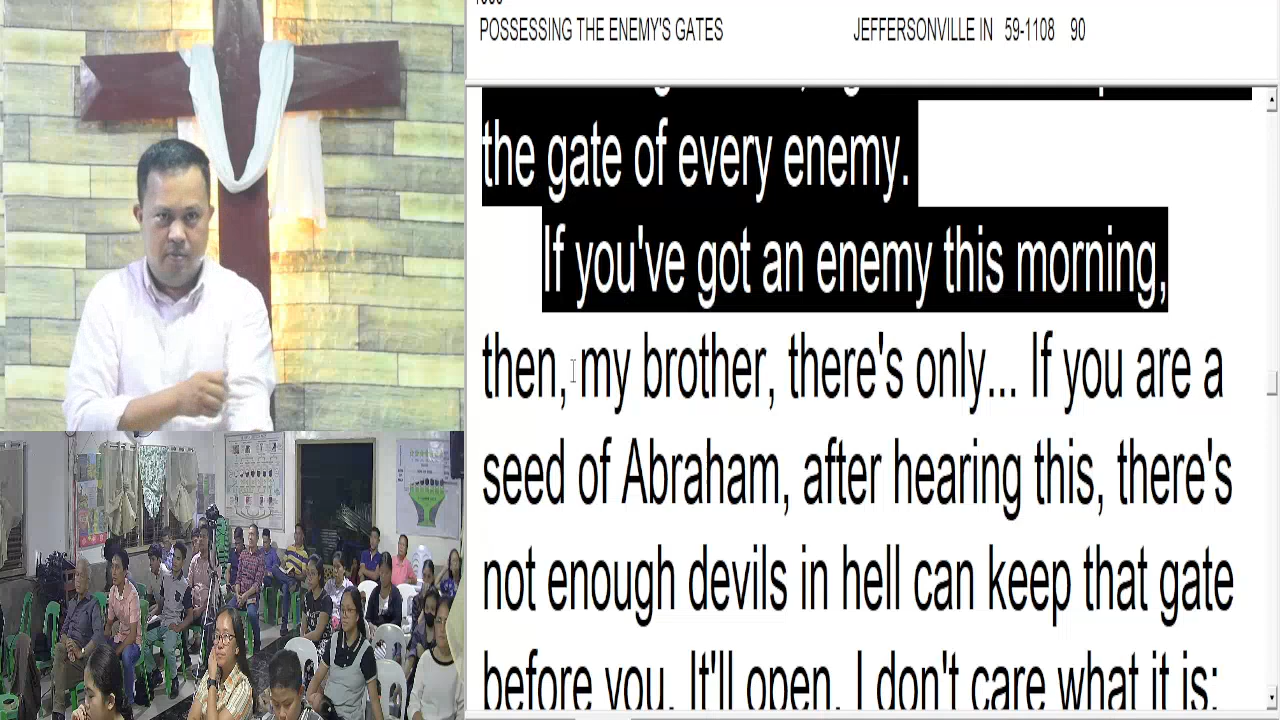 POSSESSING THE ENEMY'S GATES JEFFERSONVILLE IN 59-1108 90
the gate of every enemy.
If you've got an enemy this morning,
then, my brother, there's only... If you are a
seed of Abraham, after hearing this, there's
not enough devils in hell can keep that gate
before you. It'll open. I don't care what it is;